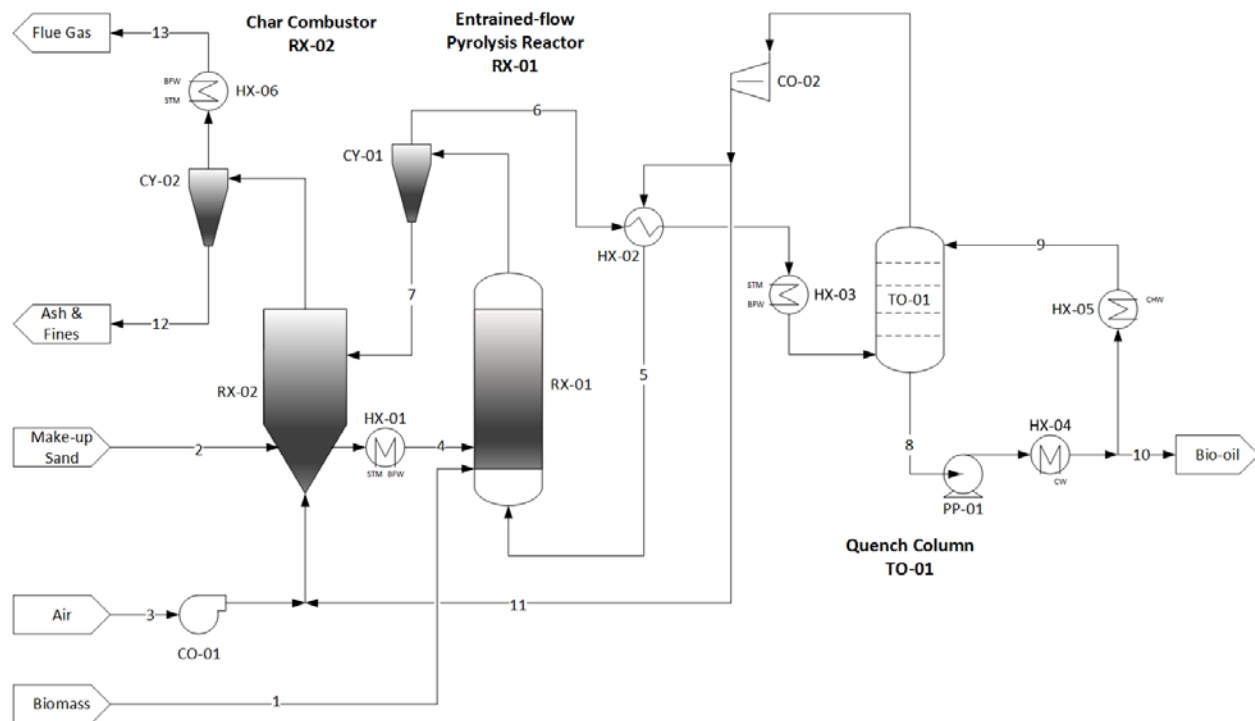 Flue Gas
13
BFW
STM
HX-06
Char Combustor
RX-02
Entrained-flow
Pyrolysis Reactor
RX-01
CO-02
6
CY-01
CY-02
HX-02
7
9
STM
BFW
HX-03
TO-01
HX-05
CHW
Ash &
Fines
12
RX-02
RX-01
5
HX-01
STM BFW
4
Make-up
Sand
2
8
HX-04
CW
PP-01
10
Bio-oil
Quench Column
TO-01
Air
3
CO-01
11
Biomass
1